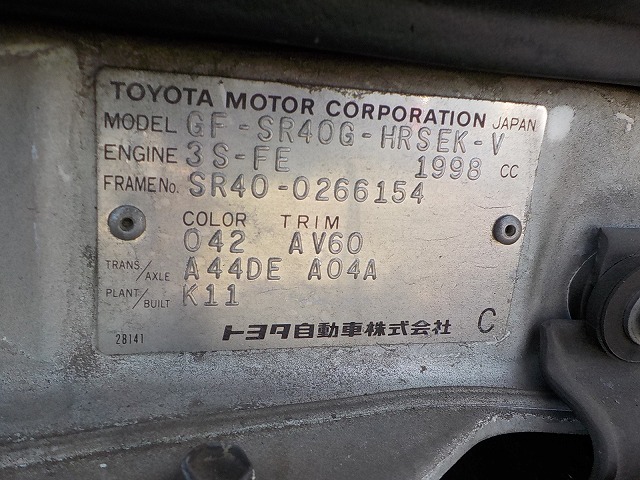 TOYOTA MOTOR CORPORATION JAPAN
MODEL GF-SR40G-HRSEK-V
ENGINE 3S-FE 1998 CC
FRAME No. SR40-0266154
COLOR TRIM
042 AV60
TRANS/AXLE A44DE A04A
PLANT/BUILT K11
28141 トヨタ自動車株式会社 C